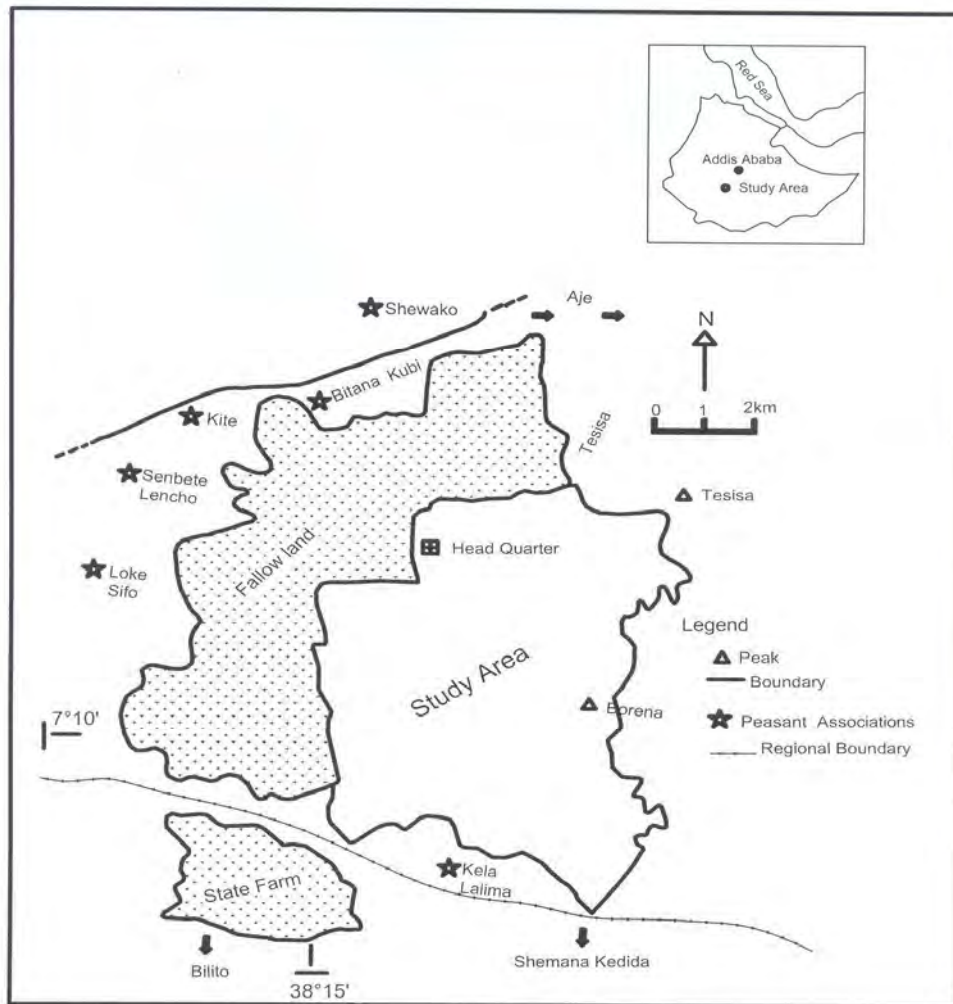 Red Sea
Addis Ababa
Study Area
Shewako
Aje
N
Bitana Kubi
0 1 2km
Kite
Tesisa
Senbete
Lencho
Tesisa
Head Quarter
Fallow land
Loke
Sifo
Legend
Peak
Study Area
Boundary
Borena
7°10'
Peasant Associations
Regional Boundary
Kela
Lalima
State Farm
Bilito
Shemana Kedida
38°15'